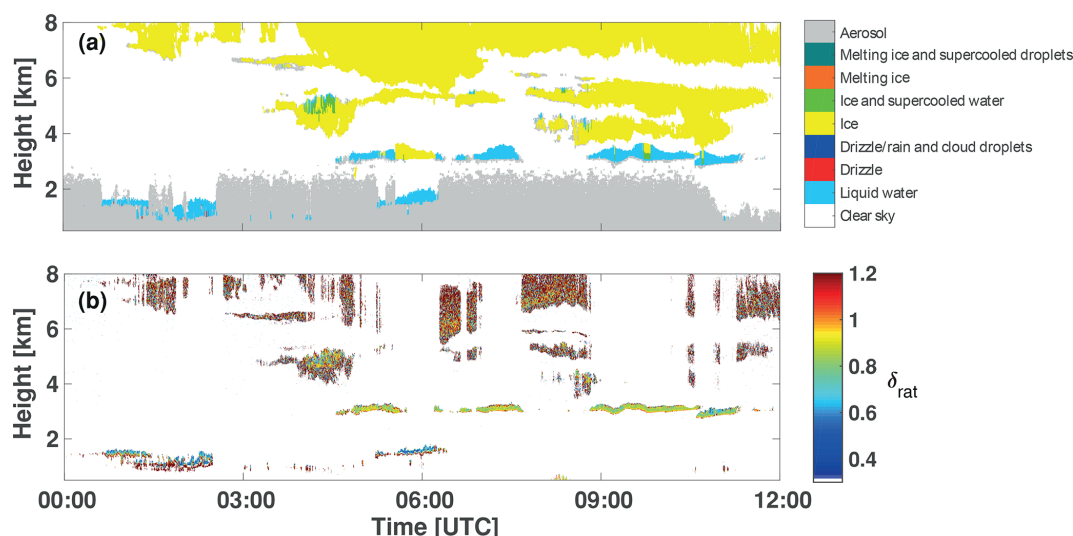 (a)
Height [km]
8
6
4
2
Aerosol
Melting ice and supercooled droplets
Melting ice
Ice and supercooled water
Ice
Drizzle/rain and cloud droplets
Drizzle
Liquid water
Clear sky
(b)
Height [km]
8
6
4
2
00:00 03:00 06:00 09:00 12:00
Time [UTC]
1.2
1
0.8
0.6
0.4
δrat